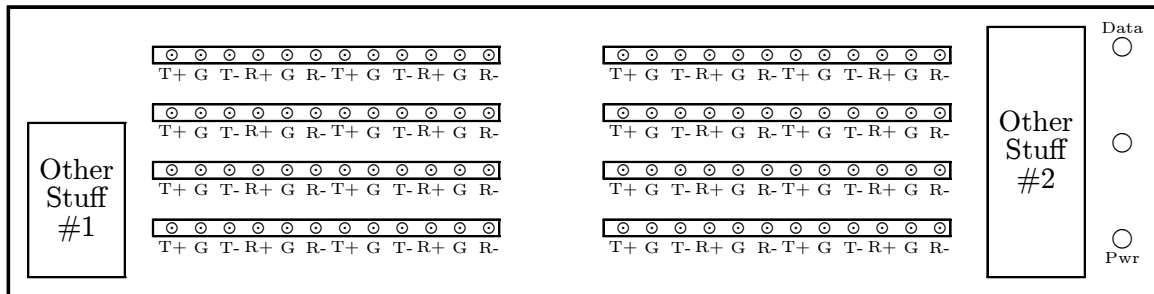 Data
T+ G T- R+ G R- T+ G T- R+ G R-
T+ G T- R+ G R- T+ G T- R+ G R-
T+ G T- R+ G R- T+ G T- R+ G R-
T+ G T- R+ G R- T+ G T- R+ G R-
Other
Stuff
#1
T+ G T- R+ G R- T+ G T- R+ G R-
T+ G T- R+ G R- T+ G T- R+ G R-
T+ G T- R+ G R- T+ G T- R+ G R-
T+ G T- R+ G R- T+ G T- R+ G R-
Other
Stuff
#2
Pwr